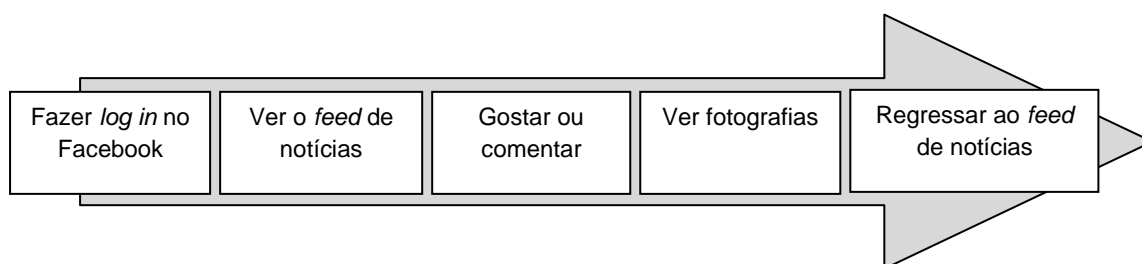 Fazer log in no
Facebook
Ver o feed de
notícias
Gostar ou
comentar
Ver fotografias
Regressar ao feed
de notícias